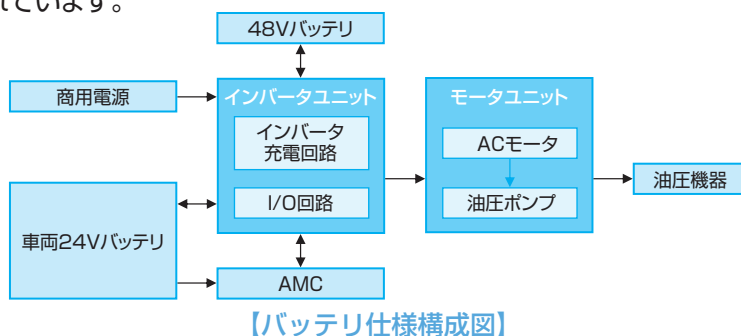 れています。
48Vバッテリ
商用電源
インバータユニット
モータユニット
インバータ
充電回路
ACモータ
油圧機器
I/O回路
油圧ポンプ
車両24Vバッテリ
AMC
【バッテリ仕様構成図】